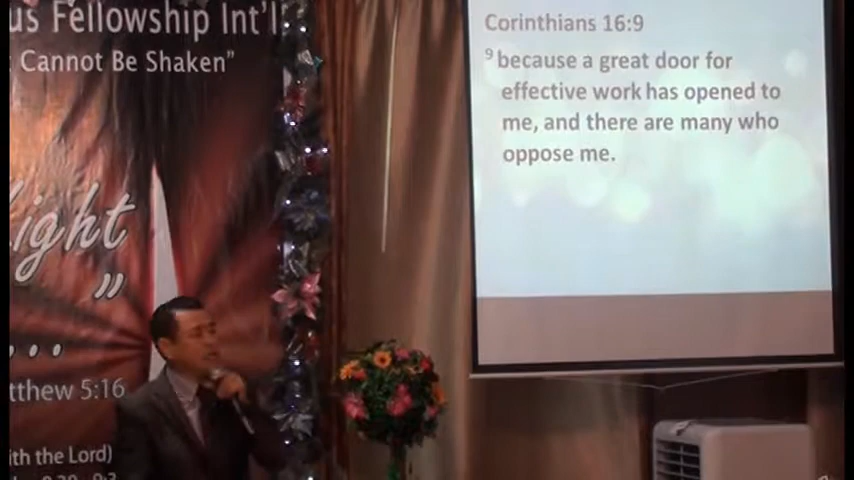 us Fellowship Int'l
Cannot Be Shaken"
ight
"
...
tthew 5:16
ith the Lord)
Corinthians 16:9
9 because a great door for
effective work has opened to
me, and there are many who
oppose me.